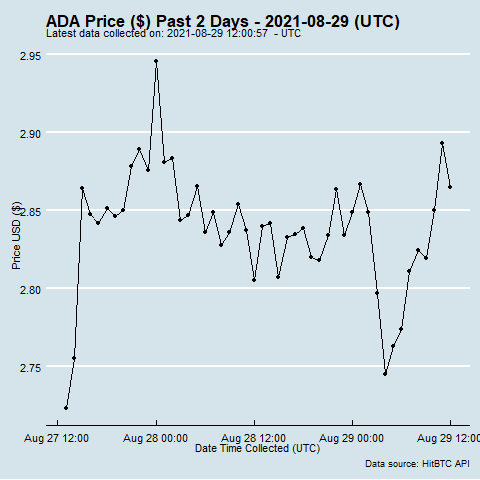 ADA Price ($) Past 2 Days - 2021-08-29 (UTC)
Latest data collected on: 2021-08-29 12:00:57 - UTC
2.95
2.90
2.85
2.80
2.75
Price USD ($)
Aug 27 12:00 Aug 28 00:00 Aug 28 12:00 Aug 29 00:00 Aug 29 12:00
Date Time Collected (UTC)
Data source: HitBTC API